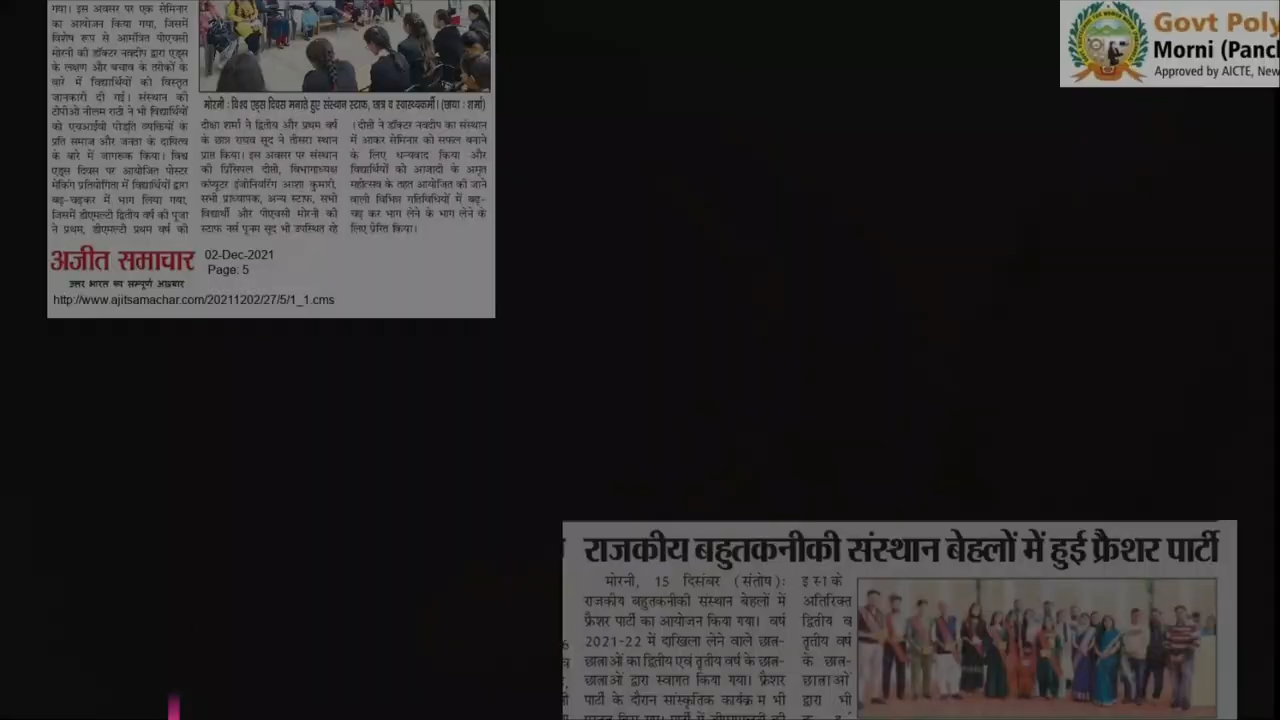 गया। इस अवसर पर एक सेमिनार
का आयोजन किया गया, जिसमें
विशेष रूप से आमंत्रित पीएचसी
मोरनी की डॉक्टर नवदीप द्वारा एड्स
के लक्षण और बचाव के तरीकों के
बारे में विद्यार्थियों को विस्तृत
जानकारी दी गई। संस्थान की
टीपीओ नीलम राठी ने भी विद्यार्थियों
को एचआईवी पीड़ति व्यक्तियों के
प्रति समाज और जनता के दायित्व
के बारे में जागरूक किया। विश्व
एड्स दिवस पर आयोजित पोस्टर
मेकिंग प्रतियोगिता में विद्यार्थियों द्वारा
बढ़-चढ़कर में भाग लिया गया,
जिसमें डीएमल्टी द्वितीय वर्ष की पूजा
ने प्रथम, डीएमल्टी प्रथम वर्ष की
मोरनी : विश्व एड्स दिवस मनाते हुए संस्थान स्टाफ, छात्र व स्वास्थ्यकर्मी। (छाया : शर्मा)
दीक्षा शर्मा ने द्वितीय और प्रथम वर्ष
के छात्र राघव सूद ने तीसरा स्थान
प्राप्त किया। इस अवसर पर संस्थान
की प्रिंसिपल दीप्ती, विभागाध्यक्ष
कंप्यूटर इंजीनियरिंग आशा कुमारी,
सभी प्राध्यापक, अन्य स्टाफ, सभी
विद्यार्थी और पीएचसी मोरनी की
स्टाफ नर्स पूनम सूद भी उपस्थित रहे
। दीप्ती ने डॉक्टर नवदीप का संस्थान
में आकर सेमिनार को सफल बनाने
के लिए धन्यवाद किया और
विद्यार्थियों को आजादी के अमृत
महोत्सव के तहत आयोजित की जाने
वाली विभिन्न गतिविधियों में बढ़-
चढ़ कर भाग लेने के भाग लेने के
लिए प्रेरित किया।
अजीत समाचार
उत्तर भारत का सम्पूर्ण अख़बार
02-Dec-2021
Page: 5
http://www.ajitsamachar.com/20211202/27/5/1_1.cms
Govt Poly
Morni (Panc
Approved by AICTE, New
राजकीय बहुतकनीकी संस्थान बेहलों में हुई फ्रैशर पार्टी
मोरनी, 15 दिसंबर (संतोष):
राजकीय बहुतकनीकी संस्थान बेहलों में
फ्रैशर पार्टी का आयोजन किया गया। वर्ष
2021-22 में दाखिला लेने वाले छात्र-
छात्राओं का द्वितीय एवं तृतीय वर्ष के छात्र-
छात्राओं द्वारा स्वागत किया गया। फ्रैशर
पार्टी के दौरान सांस्कृतिक कार्यक्रम भी
इसके
अतिरिक्त
द्वितीय व
तृतीय वर्ष
के छात्र-
छात्राओं
द्वारा भी